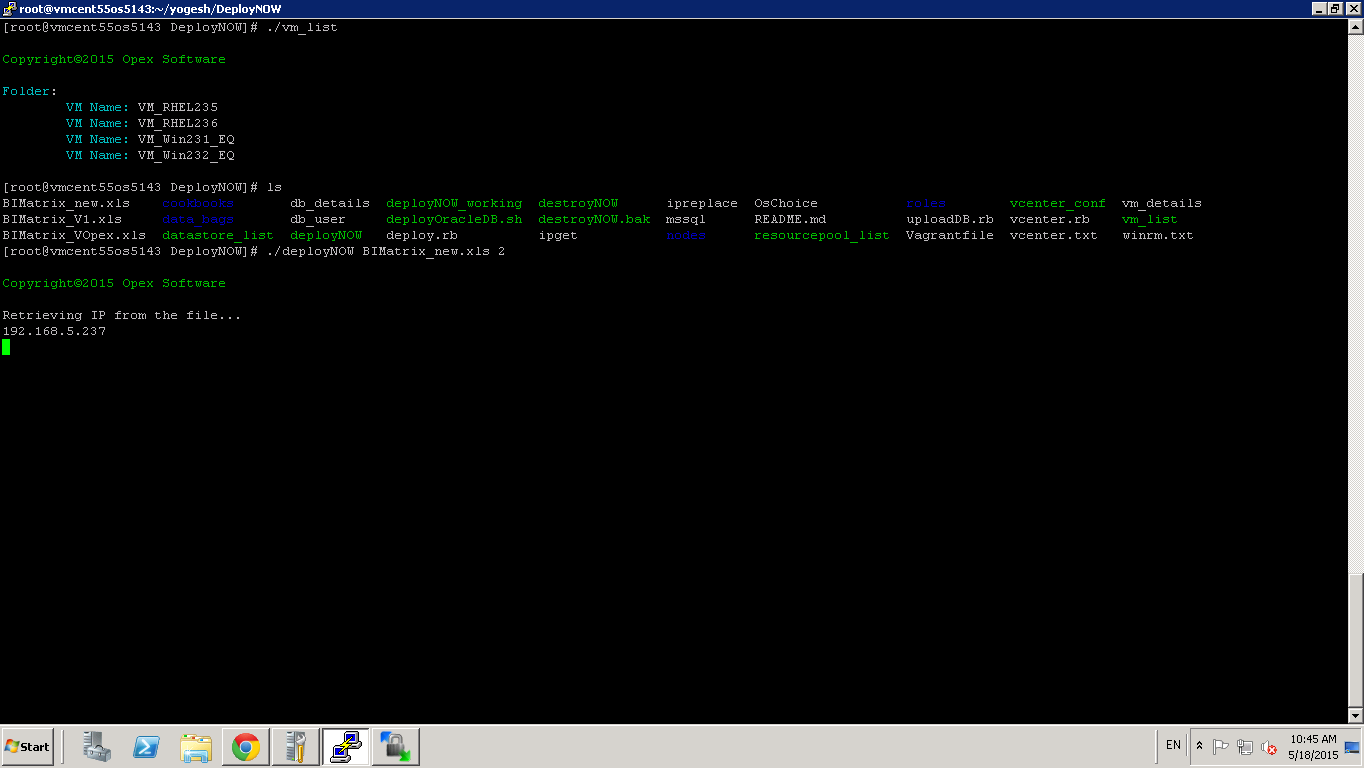 root@vmcent55os5143:~/yogesh/DeployNOW
[root@vmcent55os5143 DeployNOW]# ./vm_list
Copyright©2015 Opex Software
Folder:
VM Name: VM_RHEL235
VM Name: VM_RHEL236
VM Name: VM_Win231_EQ
VM Name: VM_Win232_EQ
[root@vmcent55os5143 DeployNOW]# ls
BIMatrix_new.xls cookbooks db_details deployNOW_working destroyNOW ipreplace OsChoice roles vcenter_conf vm_details
BIMatrix_V1.xls data_bags db_user deployOracleDB.sh destroyNOW.bak mssql README.md uploadDB.rb vcenter.rb vm_list
BIMatrix_VOpex.xls datastore_list deployNOW deploy.rb ipget nodes resourcepool_list Vagrantfile vcenter.txt winrm.txt
[root@vmcent55os5143 DeployNOW]# ./deployNOW BIMatrix_new.xls 2
Copyright©2015 Opex Software
Retrieving IP from the file...
192.168.5.237
Start
EN
10:45 AM
5/18/2015